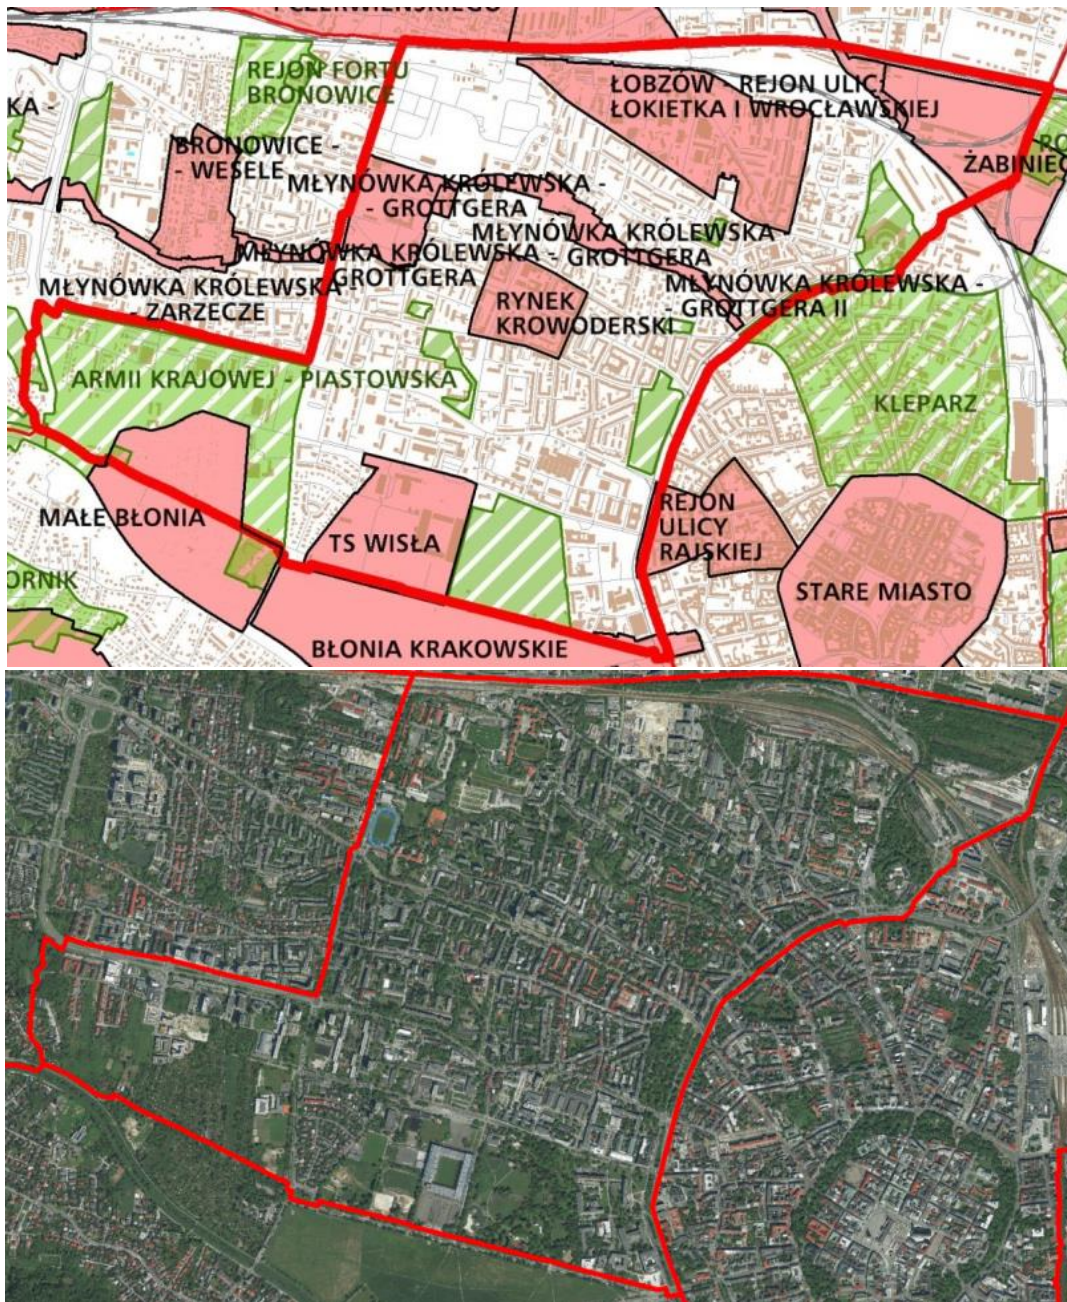 I CZERWIEŃSKIEGO
REJON FORTU
BRONOWICE
ŁOBZÓW - REJON ULIC
ŁOKIETKA I WROCŁAWSKIEJ
KA -
BRONOWICE -
- WESELE
ŻABINIEC
MŁYNÓWKA KRÓLEWSKA -
- GROTTGERA
MŁYNÓWKA KRÓLEWSKA
- GROTTGERA
MŁYNÓWKA KRÓLEWSKA -
GROTTGERA
MŁYNÓWKA KRÓLEWSKA -
- ZARZECZE
MŁYNÓWKA KRÓLEWSKA -
- GROTTGERA II
RYNEK
KROWODERSKI
ARMII KRAJOWEJ - PIASTOWSKA
KLEPARZ
MAŁE BŁONIA
TS WISŁA
REJON
ULICY
RAJSKIEJ
ORNIK
STARE MIASTO
BŁONIA KRAKOWSKIE